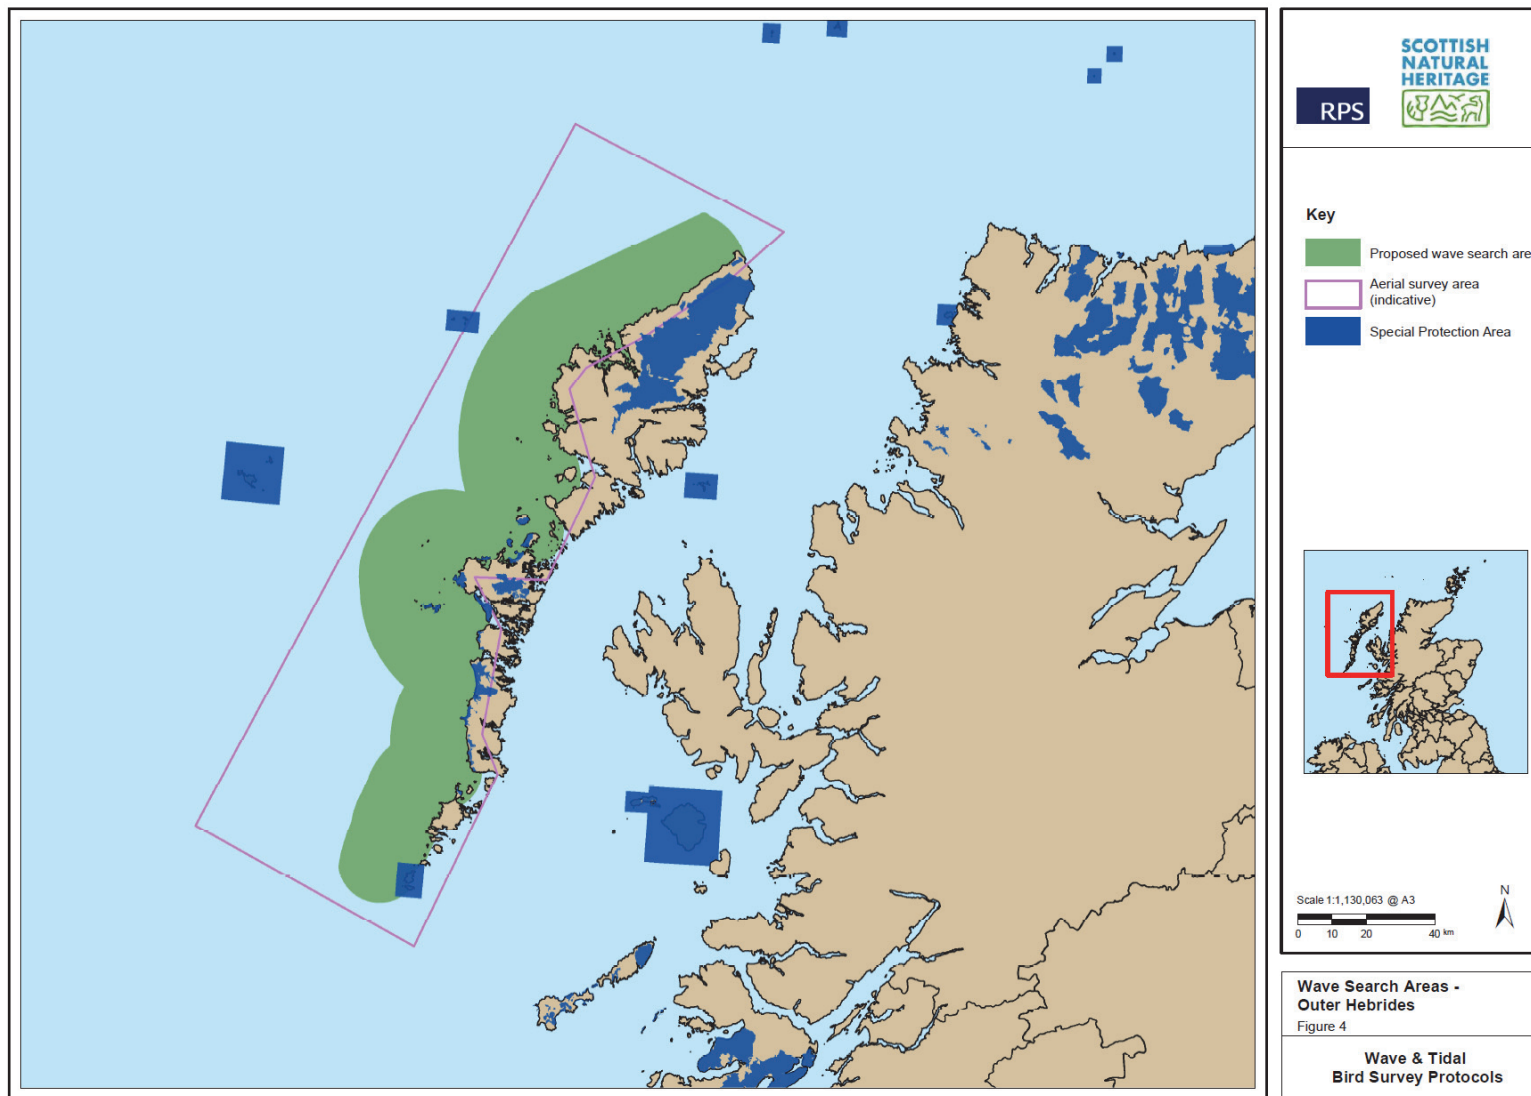 SCOTTISH
NATURAL
HERITAGE
RPS
Key
Proposed wave search are
Aerial survey area
(indicative)
Special Protection Area
Scale 1:1,130,063 @ A3
N
0 10 20 40 km
Wave Search Areas -
Outer Hebrides
Figure 4
Wave & Tidal
Bird Survey Protocols